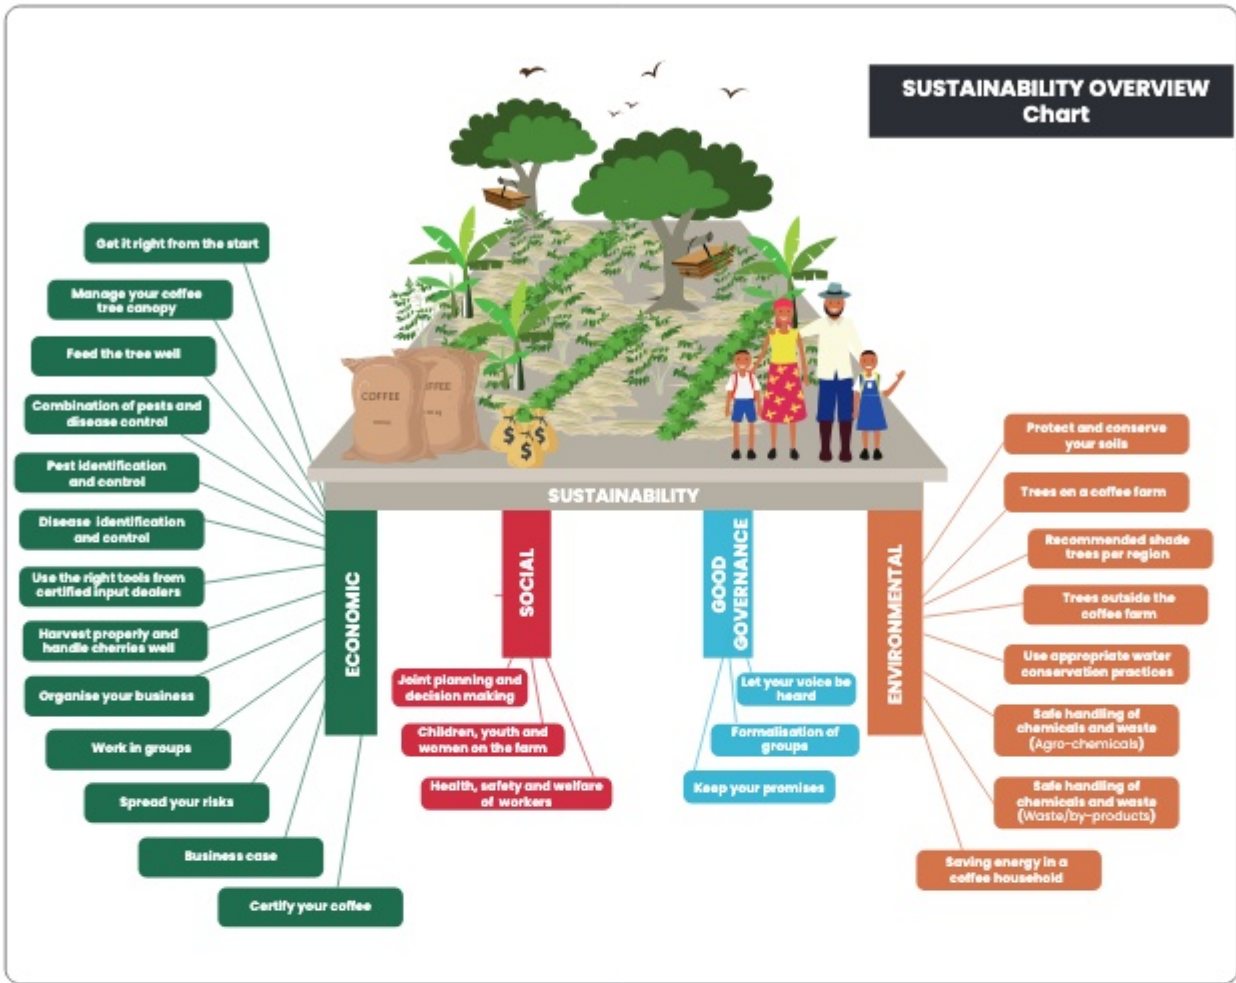 SUSTAINABILITY OVERVIEW
Chart
Get it right from the start
Manage your coffee
tree canopy
Feed the tree well
Combination of pests and
disease control
Pest identification
and control
Disease identification
and control
Use the right tools from
certified input dealers
Harvest properly and
handle cherries well
Organise your business
Work in groups
Spread your risks
Business case
Certify your coffee
COFFEE
OFFEE
$
$
$
SUSTAINABILITY
ECONOMIC
SOCIAL
GOOD
GOVERNANCE
ENVIRONMENTAL
Joint planning and
decision making
Children, youth and
women on the farm
Health, safety and welfare
of workers
Let your voice be
heard
Formalisation of
groups
Keep your promises
Protect and conserve
your soils
Trees on a coffee farm
Recommended shade
trees per region
Trees outside the
coffee farm
Use appropriate water
conservation practices
Safe handling of
chemicals and waste
(Agro-chemicals)
Safe handling of
chemicals and waste
(Waste/by-products)
Saving energy in a
coffee household